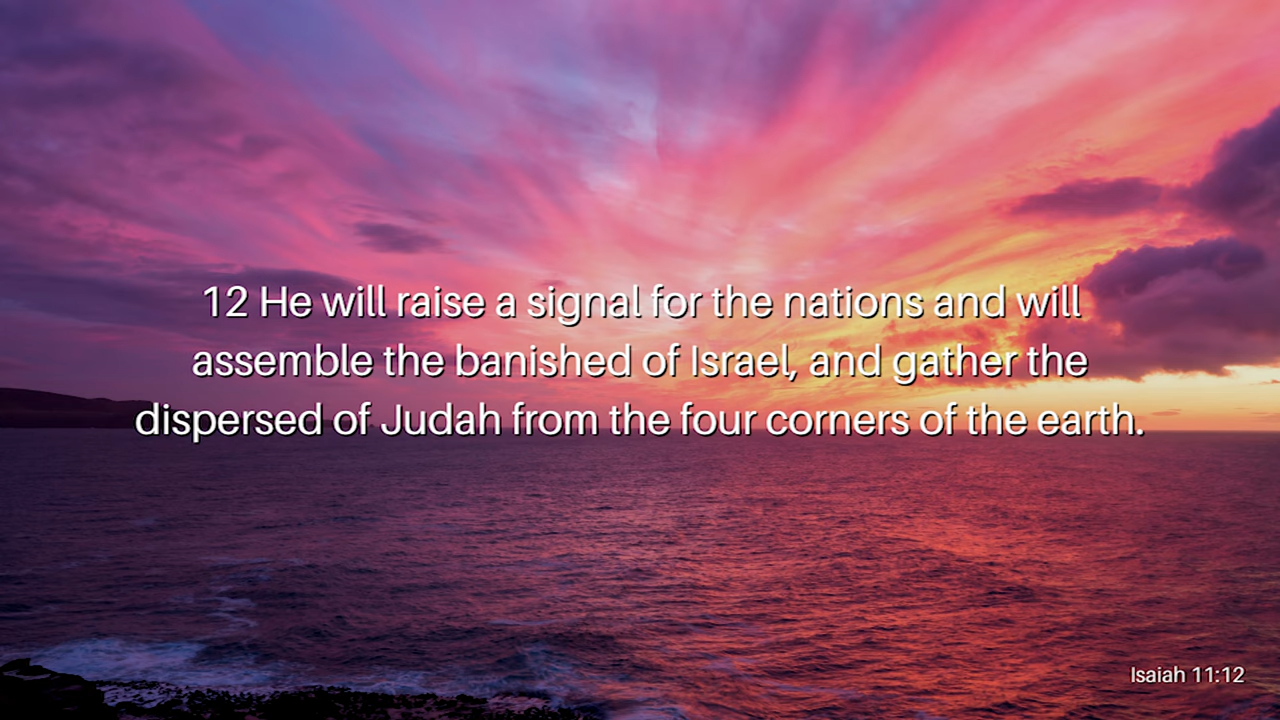 12 He will raise a signal for the nations and will
assemble the banished of Israel, and gather the
dispersed of Judah from the four corners of the earth.
Isaiah 11:12